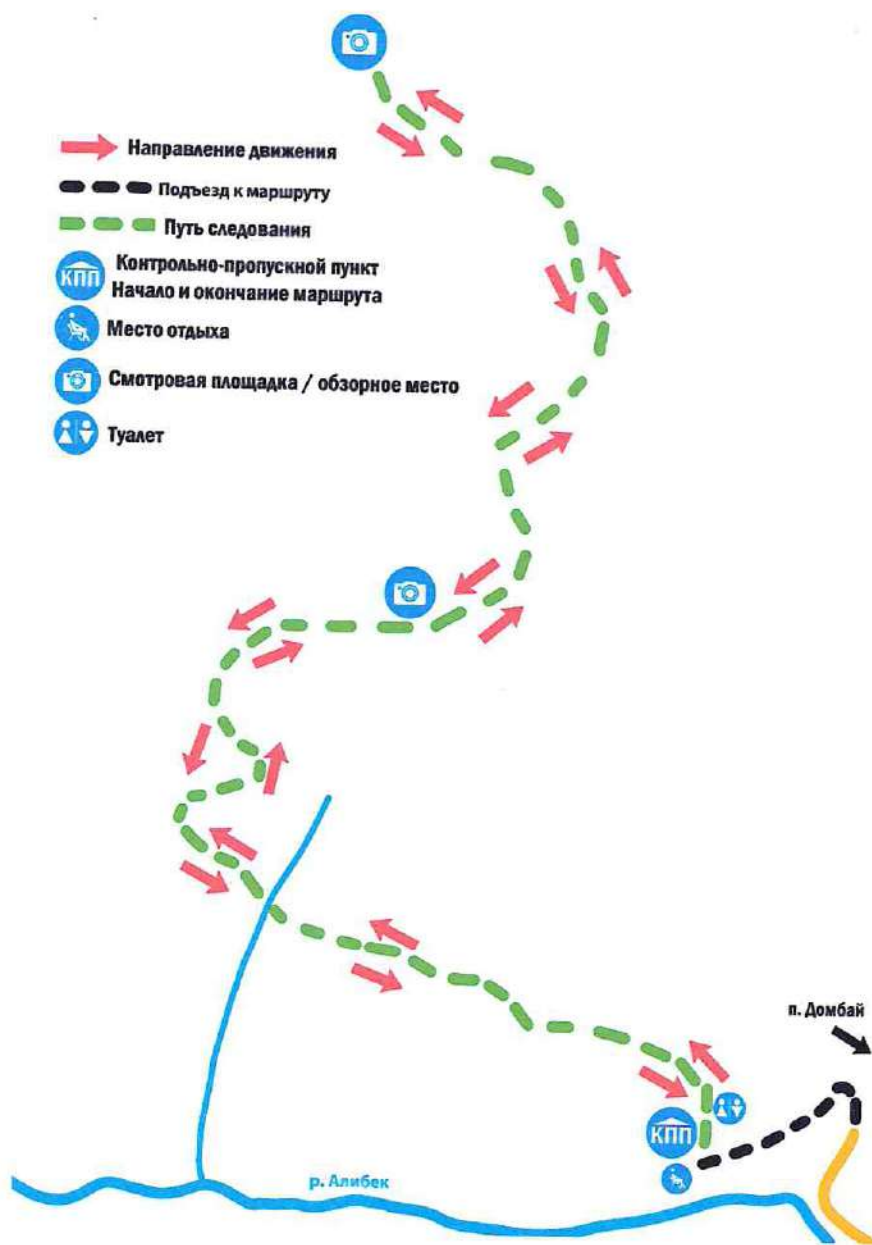 Направление движения
Подъезд к маршруту
Путь следования
КПП
Контрольно-пропускной пункт
Начало и окончание маршрута
Место отдыха
Смотровая площадка / обзорное место
Туалет
п. Домбай
КПП
р. Алибек